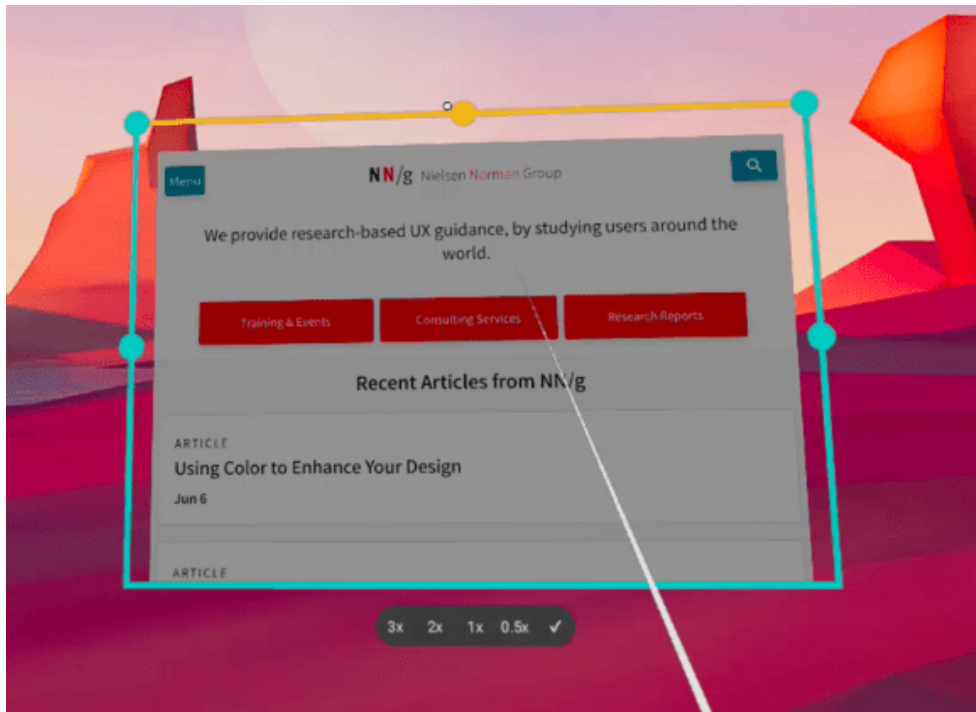 Menu
NN/g Nielsen Norman Group
We provide research-based UX guidance, by studying users around the
world.
Training & Events
Consulting Services
Research Reports
Recent Articles from NN/g
ARTICLE
Using Color to Enhance Your Design
Jun 6
ARTICLE
3x 2x 1x 0.5x ✓